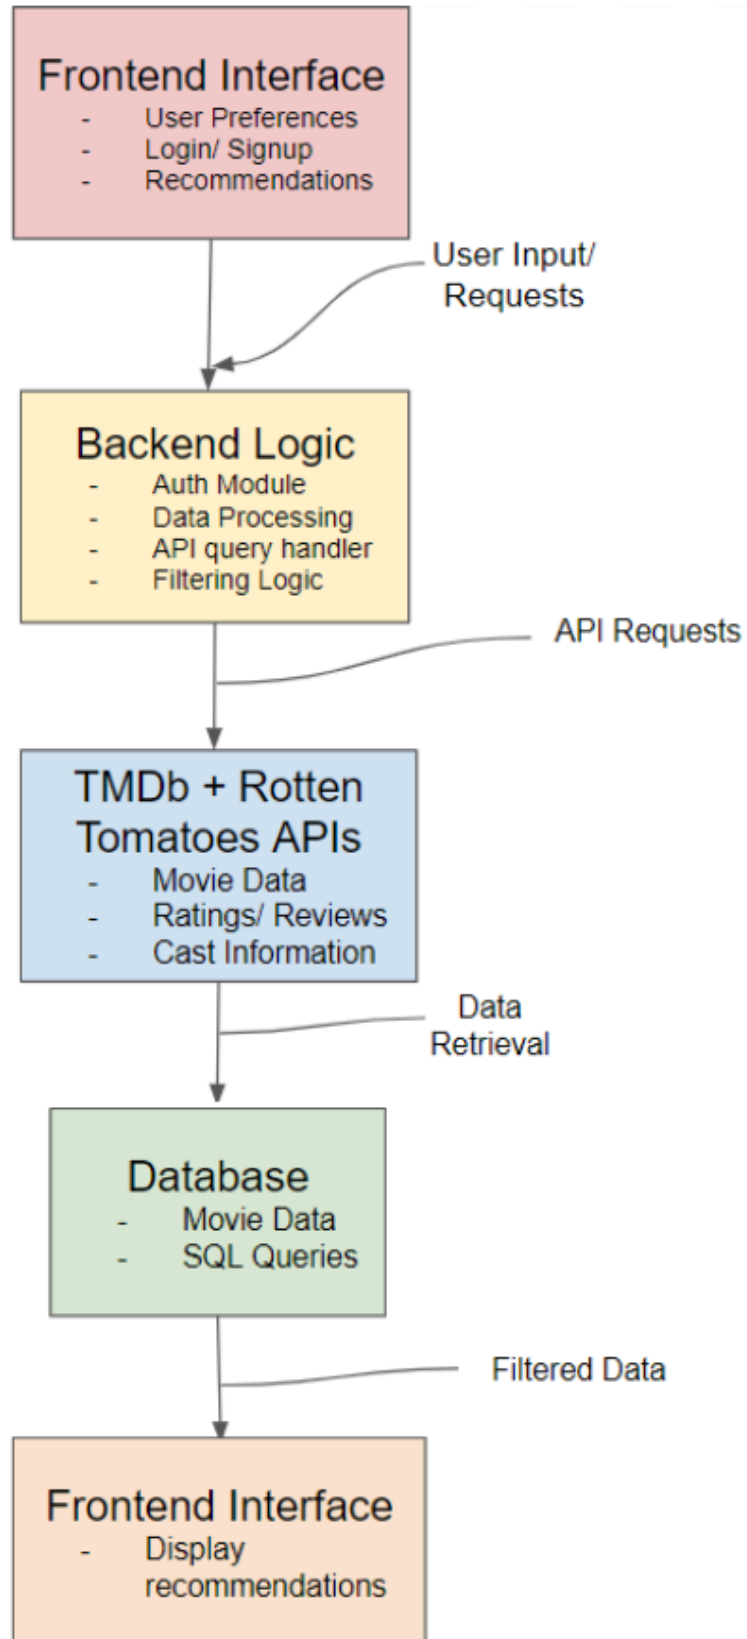 Frontend Interface
- User Preferences
- Login/ Signup
- Recommendations
User Input/
Requests
Backend Logic
- Auth Module
- Data Processing
- API query handler
- Filtering Logic
API Requests
TMDb + Rotten
Tomatoes APIs
- Movie Data
- Ratings/ Reviews
- Cast Information
Data
Retrieval
Database
- Movie Data
- SQL Queries
Filtered Data
Frontend Interface
- Display
recommendations